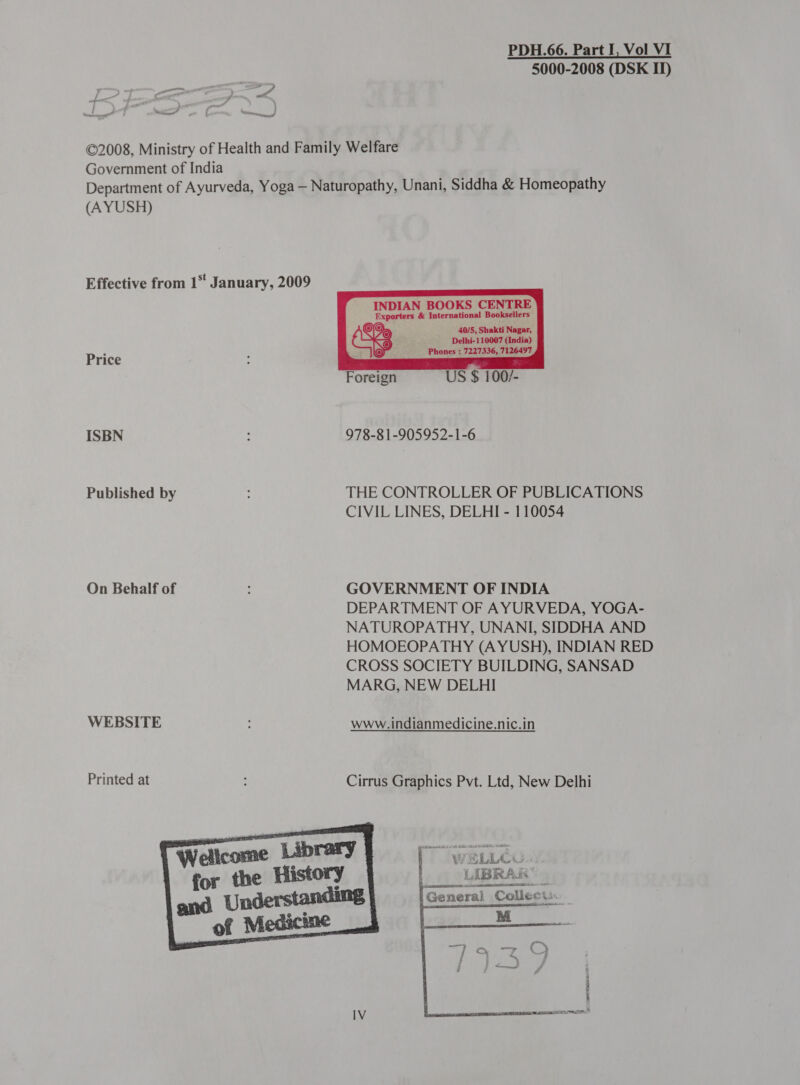 PDH.66. Part I, Vol VI
5000-2008 (DSK II)
©2008, Ministry of Health and Family Welfare
Government of India
Department of Ayurveda, Yoga – Naturopathy, Unani, Siddha & Homeopathy
(AYUSH)
Effective from 1st January, 2009
INDIAN BOOKS CENTRE
Exporters & International Booksellers
40/5, Shakti Nagar,
Delhi-110007 (India)
Phones : 7227336, 7126497
Price :
Foreign US $ 100/-
ISBN : 978-81-905952-1-6
Published by : THE CONTROLLER OF PUBLICATIONS
CIVIL LINES, DELHI - 110054
On Behalf of : GOVERNMENT OF INDIA
DEPARTMENT OF AYURVEDA, YOGA-
NATUROPATHY, UNANI, SIDDHA AND
HOMOEOPATHY (AYUSH), INDIAN RED
CROSS SOCIETY BUILDING, SANSAD
MARG, NEW DELHI
WEBSITE : www.indianmedicine.nic.in
Printed at : Cirrus Graphics Pvt. Ltd, New Delhi
Wellcome Library
for the History
and Understanding
of Medicine
LIBRARY
General
M
7939
IV